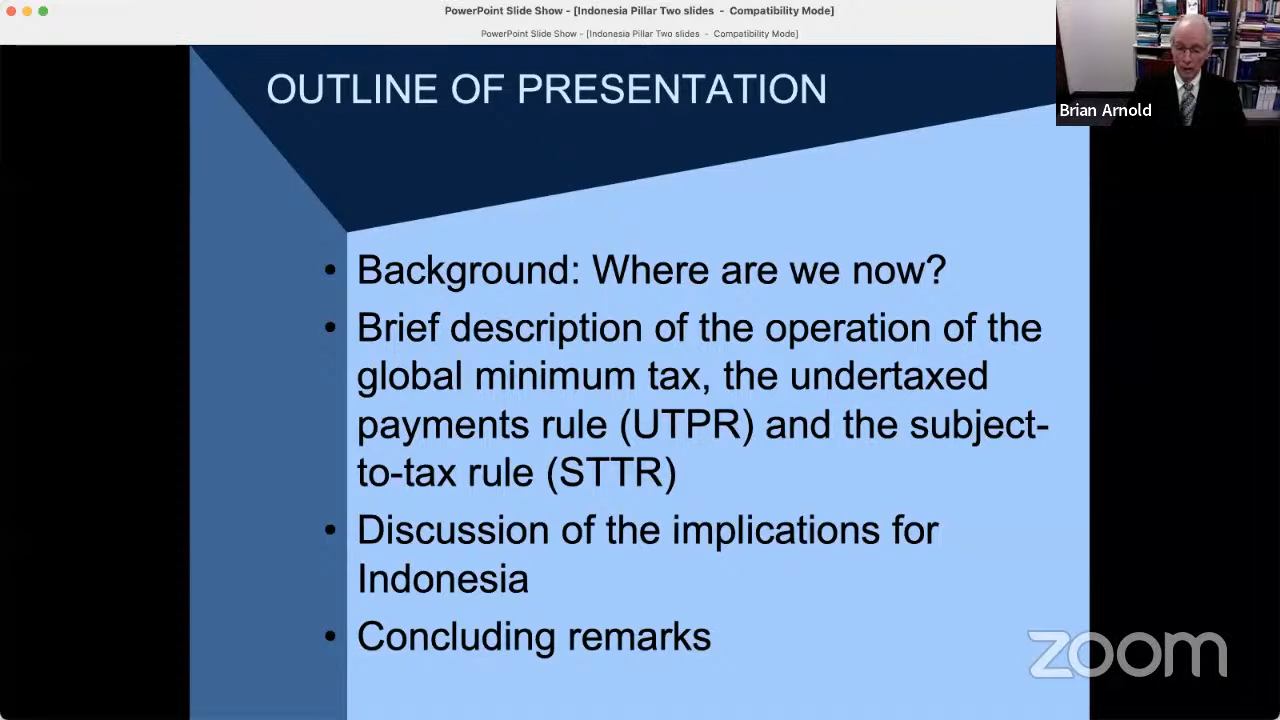 PowerPoint Slide Show - [Indonesia Pillar Two slides - Compatibility Mode]
PowerPoint Slide Show - [Indonesia Pillar Two slides - Compatibility Mode]
OUTLINE OF PRESENTATION
Brian Arnold
• Background: Where are we now?
• Brief description of the operation of the
global minimum tax, the undertaxed
payments rule (UTPR) and the subject-
to-tax rule (STTR)
• Discussion of the implications for
Indonesia
• Concluding remarks
zoom